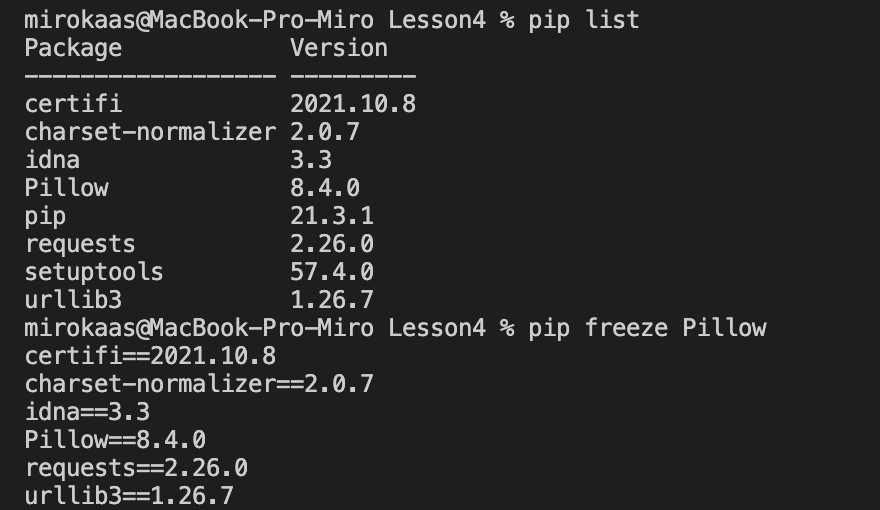 mirokaas@MacBook-Pro-Miro Lesson4 % pip list
Package            Version
------------------ ---------
certifi            2021.10.8
charset-normalizer 2.0.7
idna               3.3
Pillow             8.4.0
pip                21.3.1
requests           2.26.0
setuptools         57.4.0
urllib3            1.26.7
mirokaas@MacBook-Pro-Miro Lesson4 % pip freeze Pillow
certifi==2021.10.8
charset-normalizer==2.0.7
idna==3.3
Pillow==8.4.0
requests==2.26.0
urllib3==1.26.7